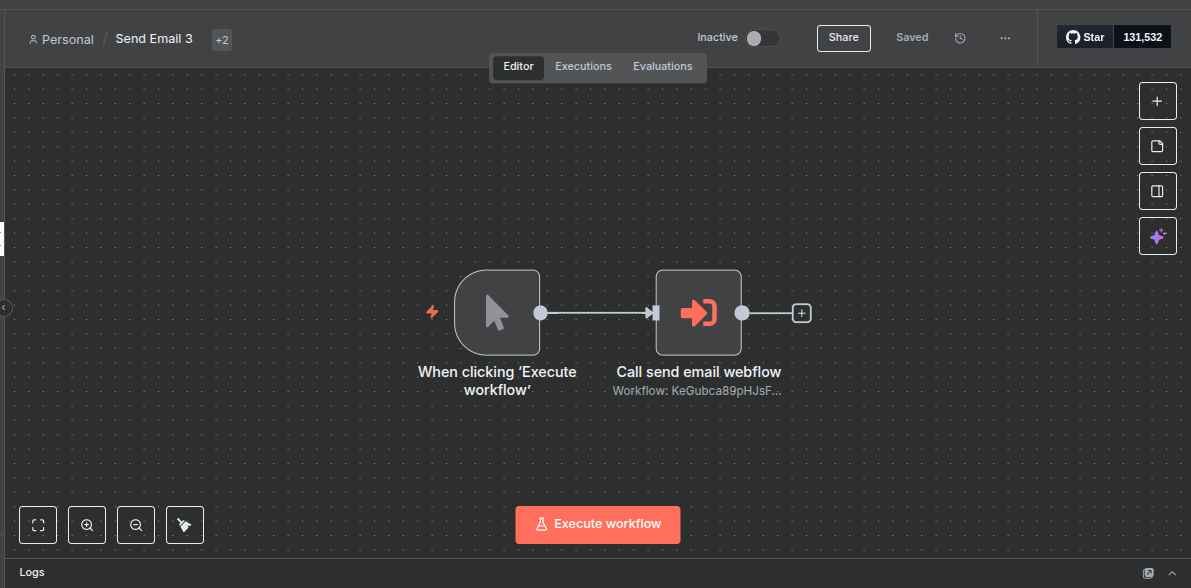 Personal / Send Email 3 +2
Inactive
Share
Saved
Star 131,532
Editor Executions Evaluations
When clicking ‘Execute
workflow’
Call send email webflow
Workflow: KeGubca89pHJsF...
Execute workflow
Logs